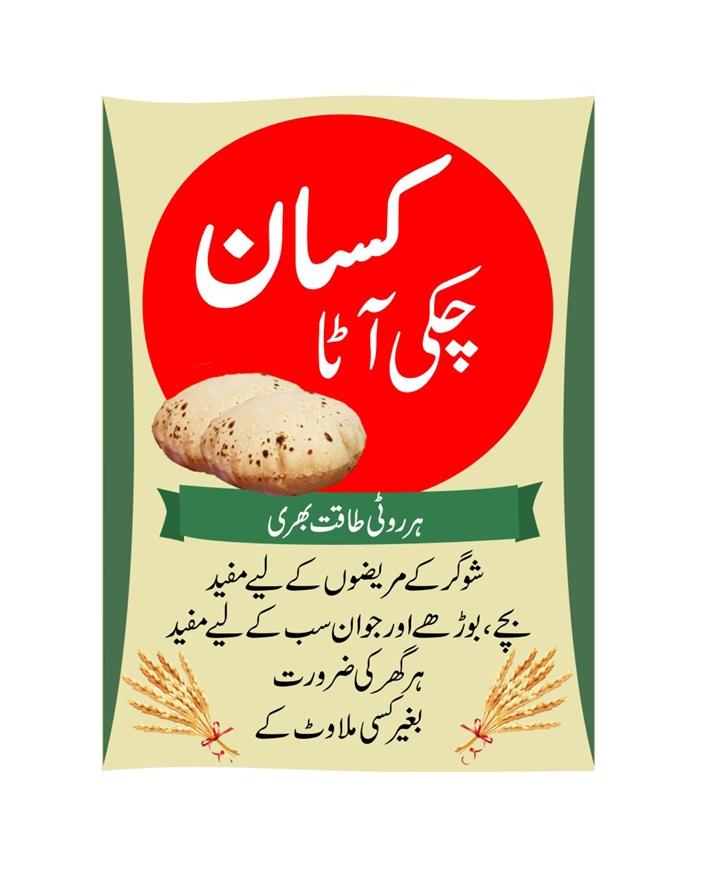 کسان
چکی آٹا
ہر روٹی طاقت بھری
شوگر کے مریضوں کے لیے مفید
بچے، بوڑھے اور جوان سب کے لیے مفید
ہر گھر کی ضرورت
بغیر کسی ملاوٹ کے